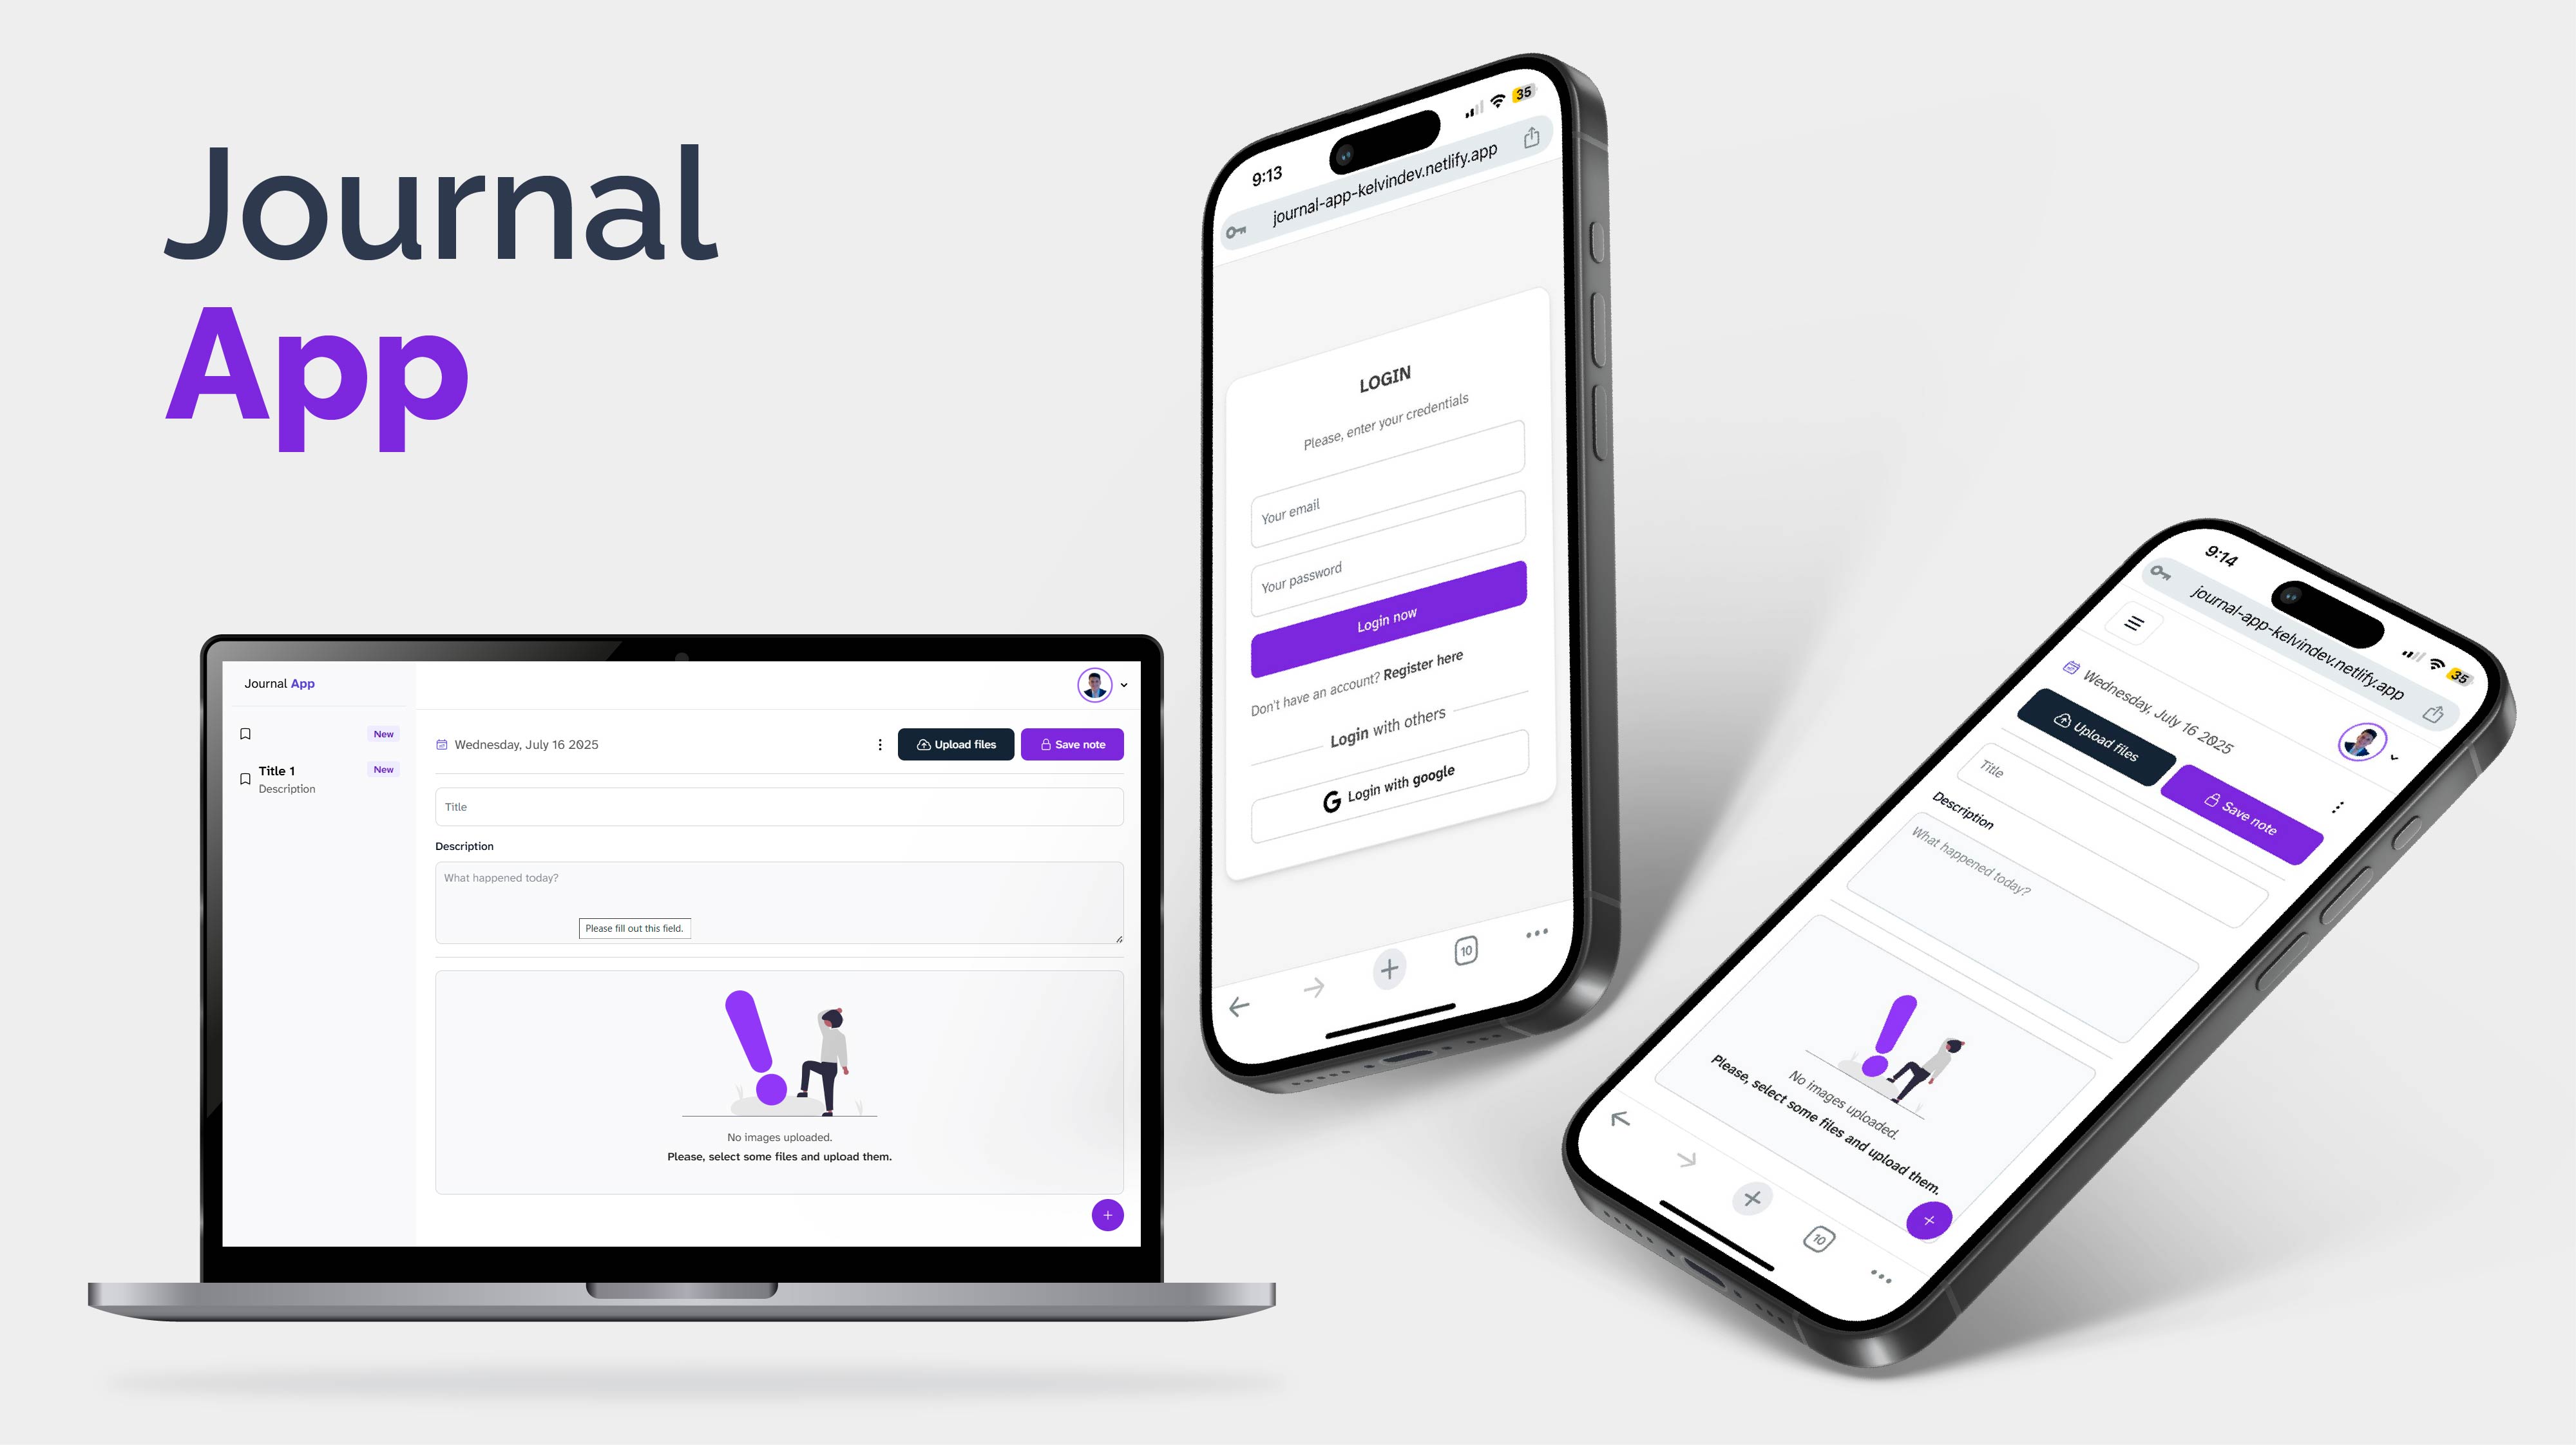 Journal
App
Journal App
New
Title 1
New
Description
Wednesday, July 16 2025
Upload files
Save note
Title
Description
What happened today?
Please fill out this field.
No images uploaded.
Please, select some files and upload them.
9:13
35
journal-app-kelvindev.netlify.app
LOGIN
Please, enter your credentials
Your email
Your password
Login now
Don't have an account? Register here
Login with others
G Login with google
10
9:14
35
journal-app-kelvindev.netlify.app
Wednesday, July 16 2025
Upload files
Save note
Title
Description
What happened today?
No images uploaded.
Please, select some files and upload them.
10